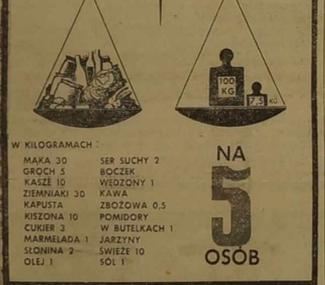 100
KG
7,5 KG
W KILOGRAMACH :
MĄKA 30
GROCH 5
KASZE 10
ZIEMNIAKI 30
KAPUSTA
KISZONA 10
CUKIER 3
MARMELADA 1
SŁONINA 2
OLEJ 1
SER SUCHY 2
BOCZEK
WĘDZONY 1
KAWA
ZBOŻOWA 0,5
POMIDORY
W BUTELKACH 1
JARZYNY
ŚWIEŻE 10
SÓL 1
NA
5
OSÓB